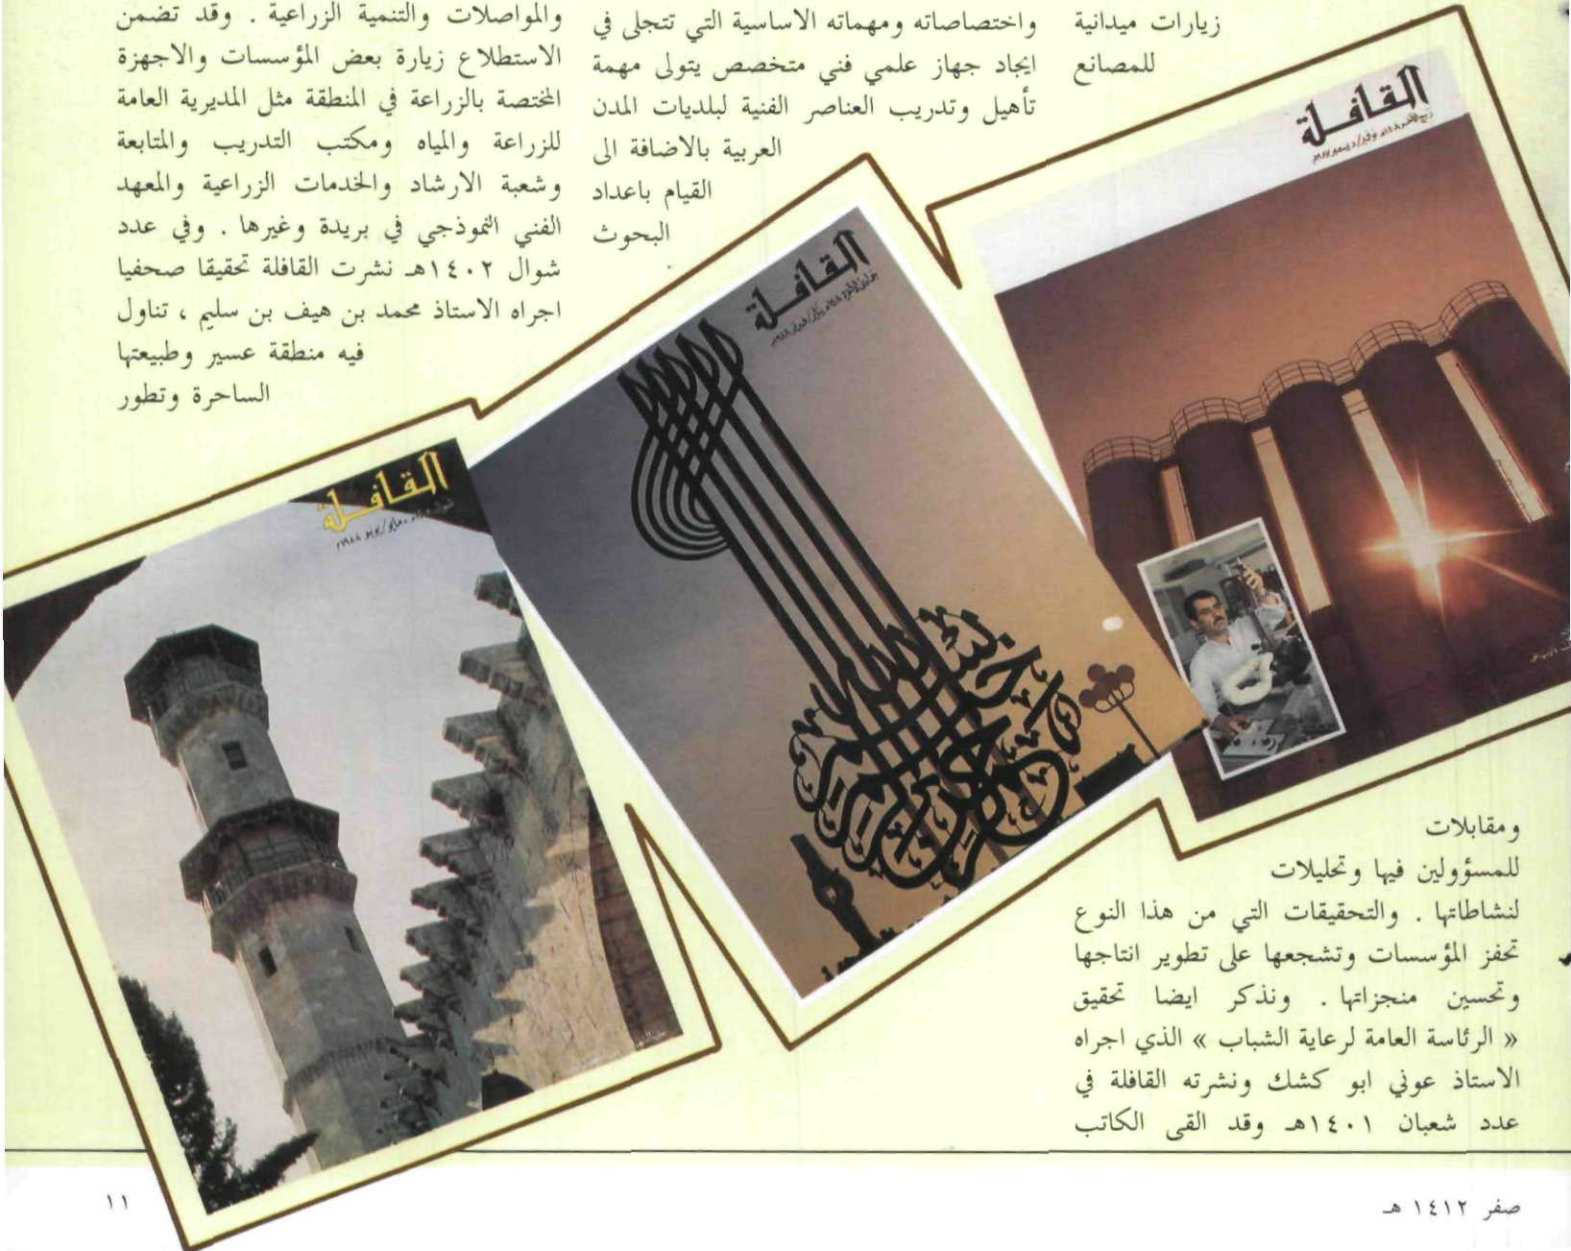 زيارات ميدانية
للمصانع
ومقابلات
للمسؤولين فيها وتحليلات
لنشاطاتها . والتحقيقات التي من هذا النوع
تحفز المؤسسات وتشجعها على تطوير انتاجها
وتحسين منجزاتها . ونذكر ايضا تحقيق
« الرئاسة العامة لرعاية الشباب » الذي اجراه
الاستاذ عوني ابو كشك ونشرته القافلة في
عدد شعبان ١٤٠١هـ وقد القى الكاتب
واختصاصاته ومهماته الاساسية التي تتجلى في
ايجاد جهاز علمي فني متخصص يتولى مهمة
تأهيل وتدريب العناصر الفنية لبلديات المدن
العربية بالاضافة الى
القيام باعداد
البحوث
والمواصلات والتنمية الزراعية . وقد تضمن
الاستطلاع زيارة بعض المؤسسات والاجهزة
المختصة بالزراعة في المنطقة مثل المديرية العامة
للزراعة والمياه ومكتب التدريب والمتابعة
وشعبة الارشاد والخدمات الزراعية والمعهد
الفني النموذجي في بريدة وغيرها . وفي عدد
شوال ١٤٠٢هـ نشرت القافلة تحقيقا صحفيا
اجراه الاستاذ محمد بن هيف بن سليم ، تناول
فيه منطقة عسير وطبيعتها
الساحرة وتطور
القافلة
القافلة
القافلة
صفر ١٤١٢ هـ
١١